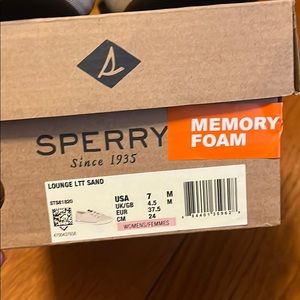 SPERRY
Since 1935
MEMORY
FOAM
LOUNGE LTT SAND
STS81820
USA 7 M
UK/GB 4.5 M
EUR 37.5
CM 24
WOMENS/FEMMES